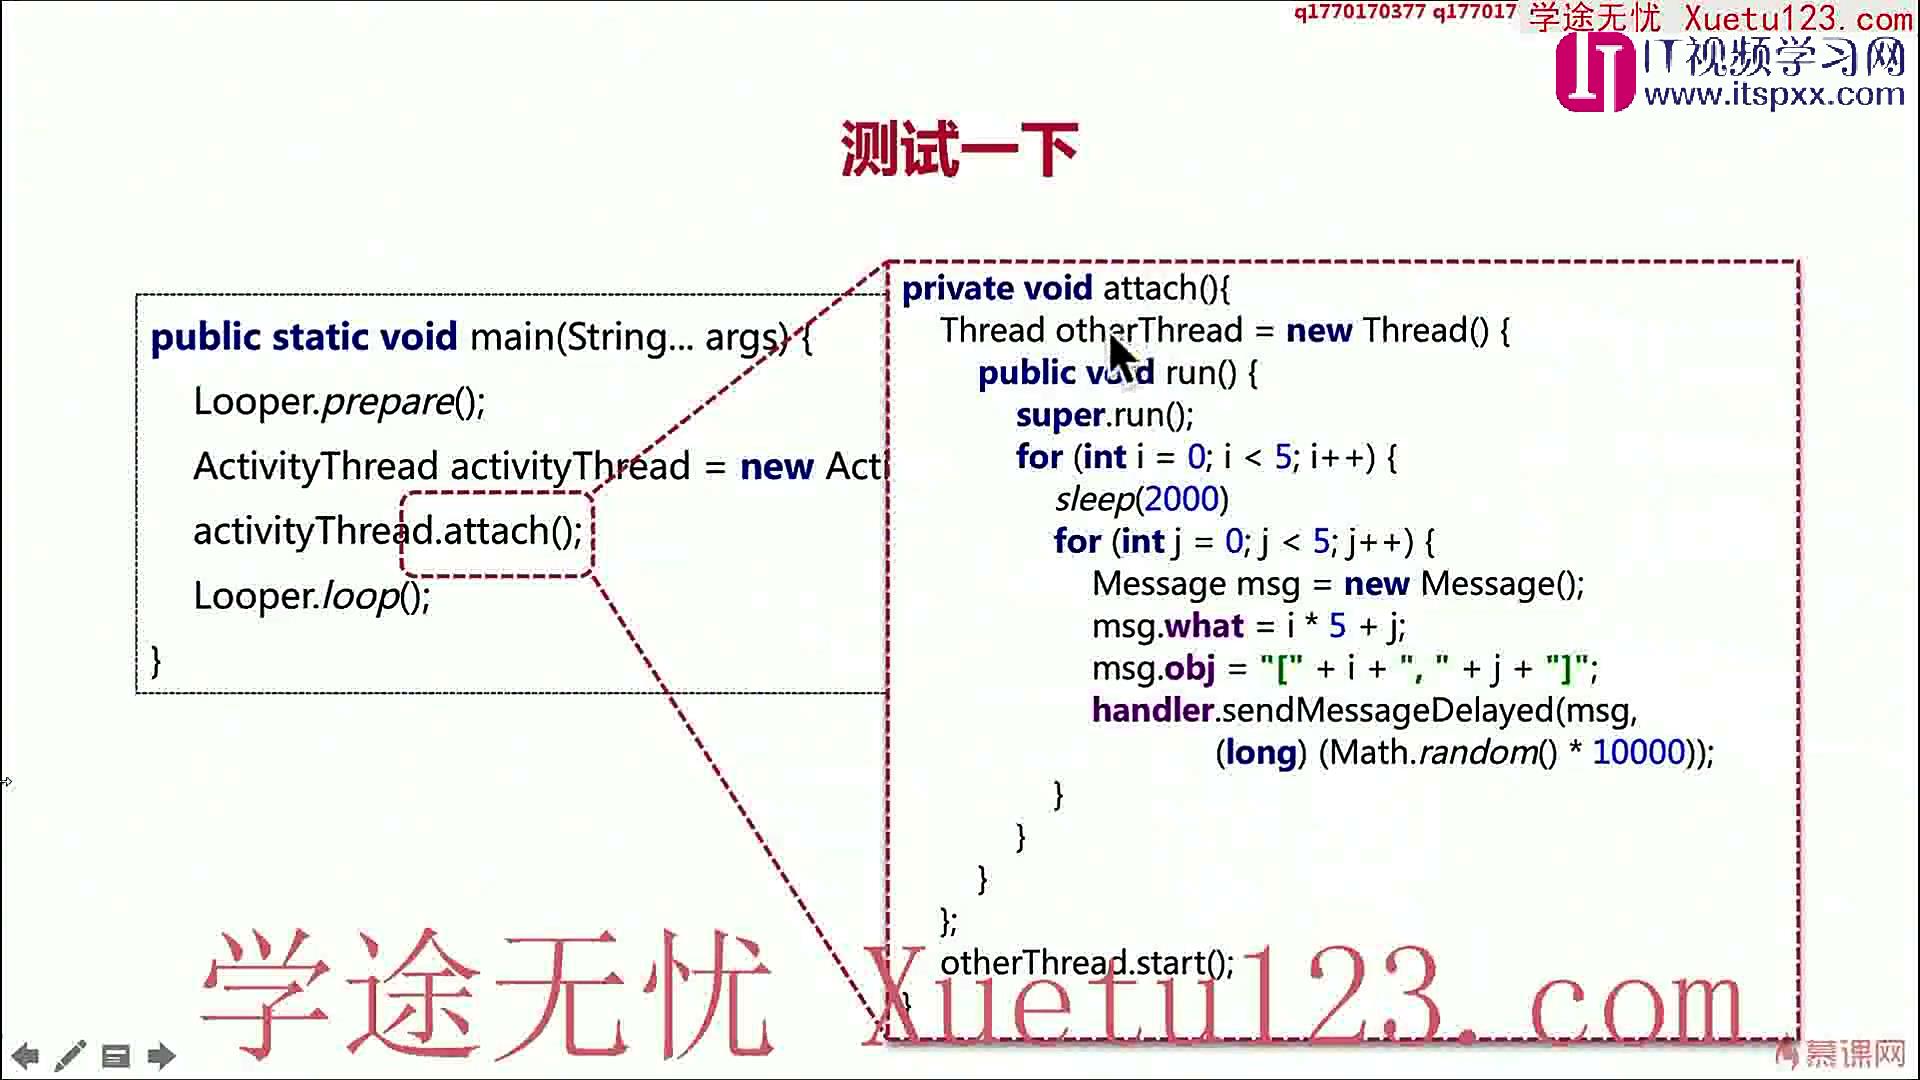 q1770170377 q177017
学途无忧 Xuetu123.com
IT视频学习网
www.itspxx.com
测试一下
public static void main(String... args) {
Looper.prepare();
ActivityThread activityThread = new Acti
activityThread.attach();
Looper.loop();
}
private void attach(){
Thread otherThread = new Thread() {
public void run() {
super.run();
for (int i = 0; i < 5; i++) {
sleep(2000)
for (int j = 0; j < 5; j++) {
Message msg = new Message();
msg.what = i * 5 + j;
msg.obj = "[" + i + ", " + j + "]";
handler.sendMessageDelayed(msg,
(long) (Math.random() * 10000));
}
}
}
};
otherThread.start();
}
学途无忧 Xuetu123.com
慕课网